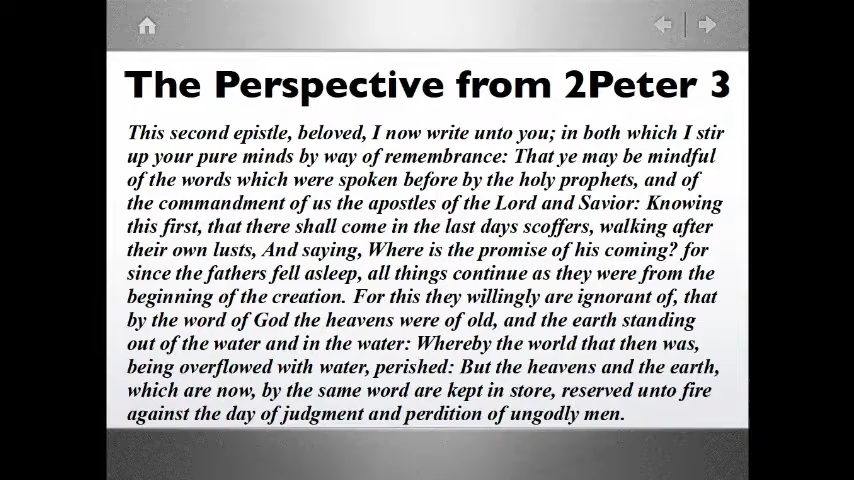 The Perspective from 2Peter 3
This second epistle, beloved, I now write unto you; in both which I stir
up your pure minds by way of remembrance: That ye may be mindful
of the words which were spoken before by the holy prophets, and of
the commandment of us the apostles of the Lord and Savior: Knowing
this first, that there shall come in the last days scoffers, walking after
their own lusts, And saying, Where is the promise of his coming? for
since the fathers fell asleep, all things continue as they were from the
beginning of the creation. For this they willingly are ignorant of, that
by the word of God the heavens were of old, and the earth standing
out of the water and in the water: Whereby the world that then was,
being overflowed with water, perished: But the heavens and the earth,
which are now, by the same word are kept in store, reserved unto fire
against the day of judgment and perdition of ungodly men.